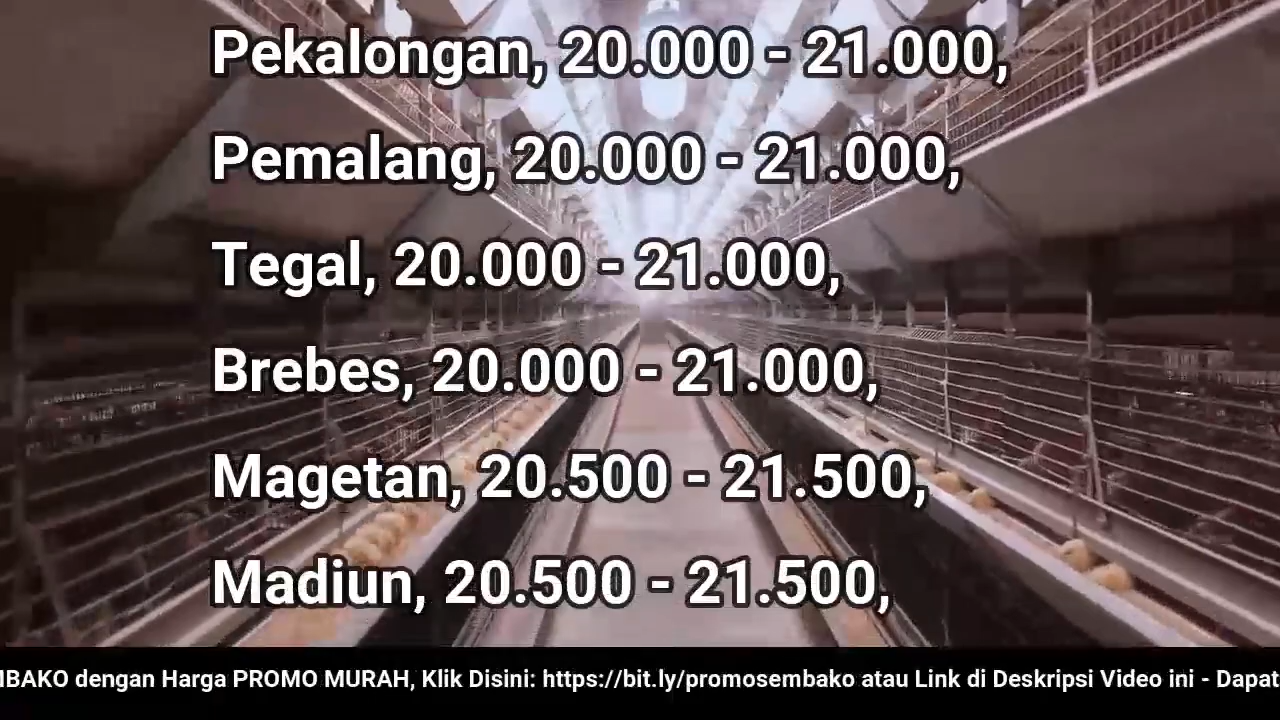 Pekalongan, 20.000 - 21.000,
Pemalang, 20.000 - 21.000,
Tegal, 20.000 - 21.000,
Brebes, 20.000 - 21.000,
Magetan, 20.500 - 21.500,
Madiun, 20.500 - 21.500,
MBAKO dengan Harga PROMO MURAH, Klik Disini: https://bit.ly/promosembako atau Link di Deskripsi Video ini - Dapat